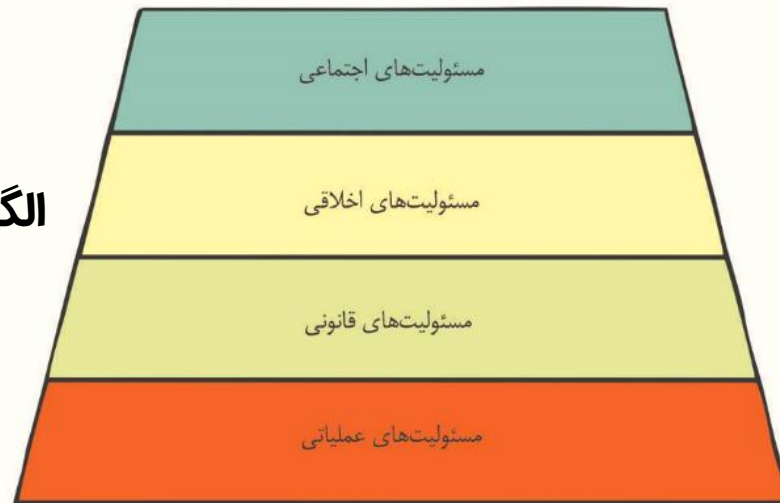 مسئولیت‌های اجتماعی
مسئولیت‌های اخلاقی
مسئولیت‌های قانونی
مسئولیت‌های عملیاتی